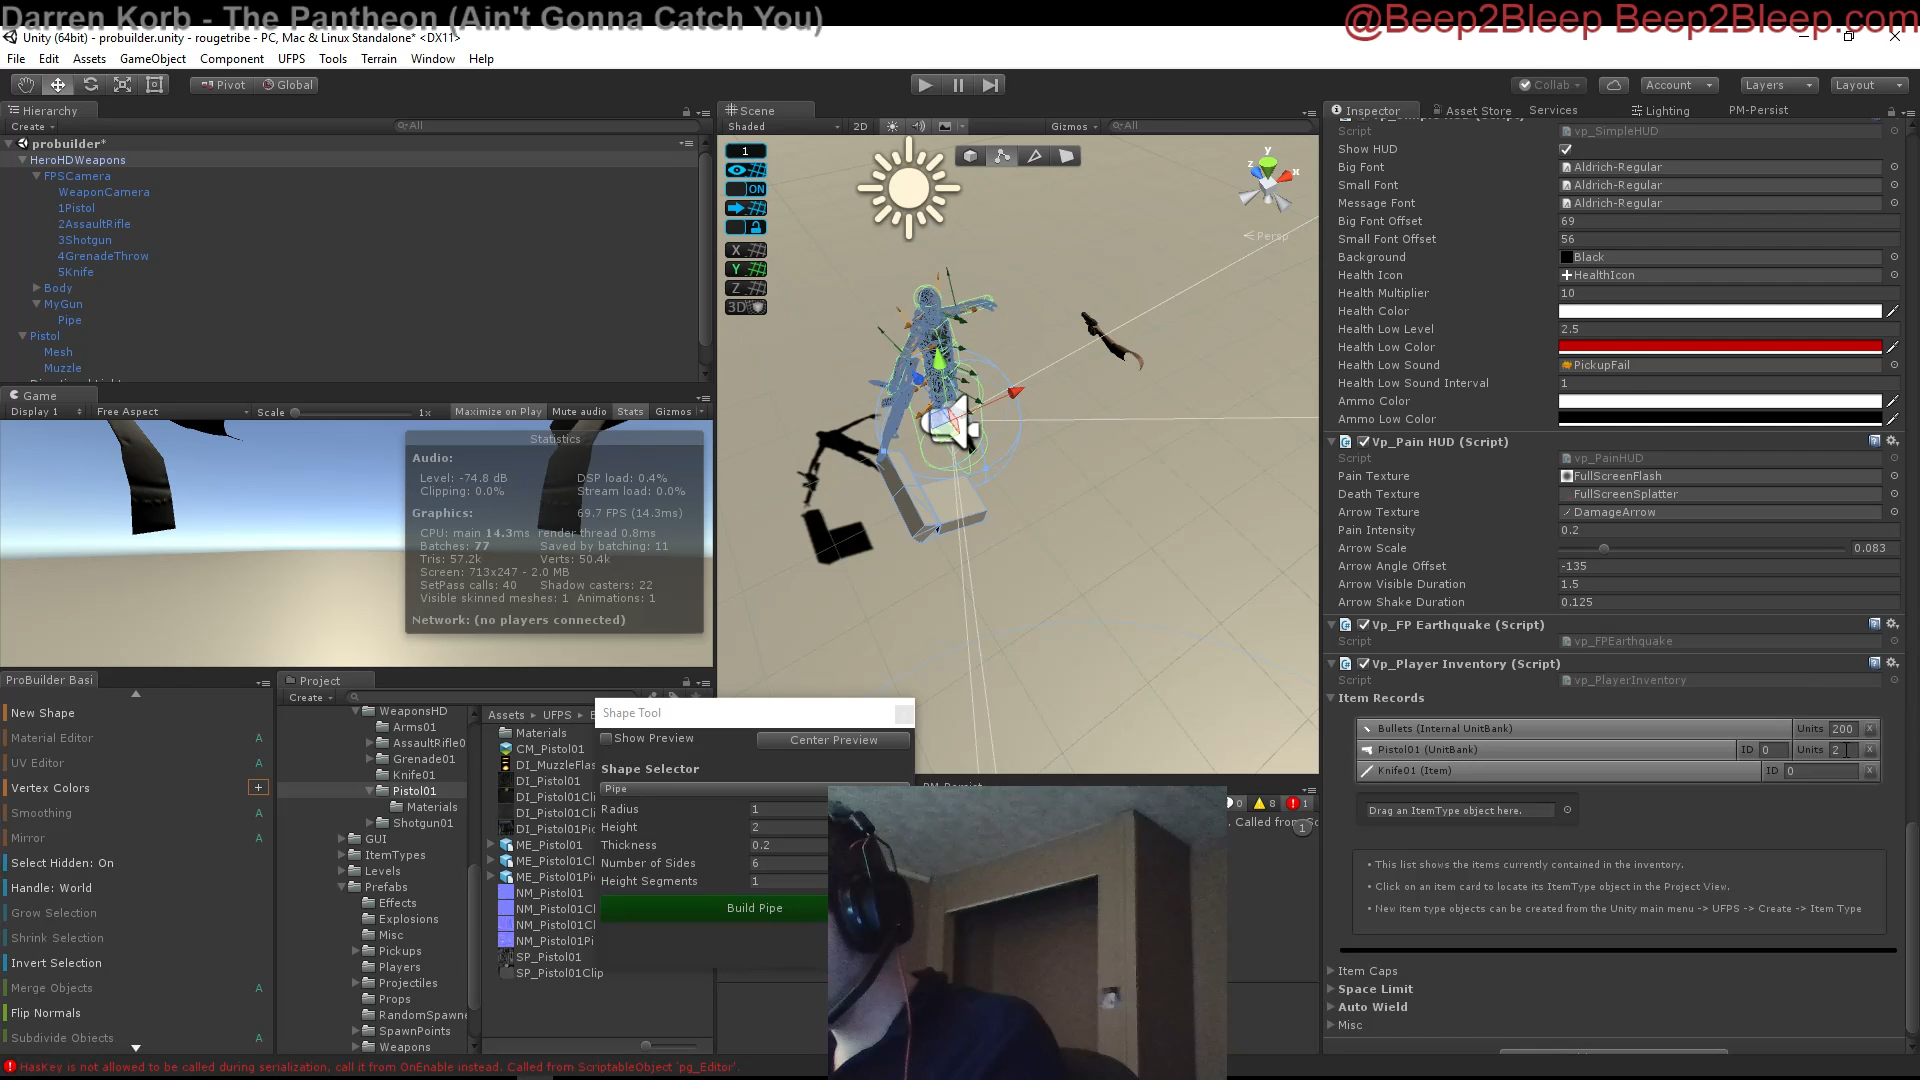 Darren Korb - The Pantheon (Ain't Gonna Catch You)
@Beep2Bleep Beep2Bleep.com
Unity (64bit) - probuilder.unity - rougetribe - PC, Mac & Linux Standalone* <DX11>
File Edit Assets GameObject Component UFPS Tools Terrain Window Help
Pivot Global
Collab Account Layers Layout
Hierarchy
Create All
probuilder*
HeroHDWeapons
FPSCamera
WeaponCamera
1Pistol
2AssaultRifle
3Shotgun
4GrenadeThrow
5Knife
Body
MyGun
Pipe
Pistol
Mesh
Muzzle
Scene
Shaded 2D Gizmos All
1
ON
X
Y
Z
3D
y
z x
Persp
Game
Display 1 Free Aspect Scale 1x Maximize on Play Mute audio Stats Gizmos
Statistics
Audio:
Level: -74.8 dB DSP load: 0.4%
Clipping: 0.0% Stream load: 0.0%
Graphics: 69.7 FPS (14.3ms)
CPU: main 14.3ms render thread 0.8ms
Batches: 77 Saved by batching: 11
Tris: 57.2k Verts: 50.4k
Screen: 713x247 - 2.0 MB
SetPass calls: 40 Shadow casters: 22
Visible skinned meshes: 1 Animations: 1
Network: (no players connected)
ProBuilder Basi
New Shape
Material Editor A
UV Editor A
Vertex Colors +
Smoothing A
Mirror A
Select Hidden: On
Handle: World
Grow Selection
Shrink Selection
Invert Selection
Merge Objects A
Flip Normals
Subdivide Objects A
Project
Create
WeaponsHD
Arms01
AssaultRifle0
Grenade01
Knife01
Pistol01
Materials
Shotgun01
GUI
ItemTypes
Levels
Prefabs
Effects
Explosions
Misc
Pickups
Players
Projectiles
Props
RandomSpawne
SpawnPoints
Weapons
Assets UFPS
Materials
CM_Pistol01
DI_MuzzleFlas
DI_Pistol01
DI_Pistol01Cli
DI_Pistol01Cl
DI_Pistol01Pic
ME_Pistol01
ME_Pistol01Cl
ME_Pistol01Pi
NM_Pistol01
NM_Pistol01C
NM_Pistol01C
NM_Pistol01Pi
SP_Pistol01
SP_Pistol01Clip
Shape Tool
Show Preview Center Preview
Shape Selector
Pipe
Radius 1
Height 2
Thickness 0.2
Number of Sides 6
Height Segments 1
Build Pipe
0 8 1
Called from
1
Inspector Asset Store Services Lighting PM-Persist
Script vp_SimpleHUD
Show HUD
Big Font Aldrich-Regular
Small Font Aldrich-Regular
Message Font Aldrich-Regular
Big Font Offset 69
Small Font Offset 56
Background Black
Health Icon HealthIcon
Health Multiplier 10
Health Color
Health Low Level 2.5
Health Low Color
Health Low Sound PickupFail
Health Low Sound Interval 1
Ammo Color
Ammo Low Color
Vp_Pain HUD (Script)
Script vp_PainHUD
Pain Texture FullScreenFlash
Death Texture FullScreenSplatter
Arrow Texture DamageArrow
Pain Intensity 0.2
Arrow Scale 0.083
Arrow Angle Offset -135
Arrow Visible Duration 1.5
Arrow Shake Duration 0.125
Vp_FP Earthquake (Script)
Script vp_FPEarthquake
Vp_Player Inventory (Script)
Script vp_PlayerInventory
Item Records
Bullets (Internal UnitBank) Units 200 x
Pistol01 (UnitBank) ID 0 Units 2 x
Knife01 (Item) ID 0 x
Drag an ItemType object here.
• This list shows the items currently contained in the inventory.
• Click on an item card to locate its ItemType object in the Project View.
• New item type objects can be created from the Unity main menu -> UFPS -> Create -> Item Type
Item Caps
Space Limit
Auto Wield
Misc
HasKey is not allowed to be called during serialization, call it from OnEnable instead. Called from ScriptableObject 'pg_Editor'.